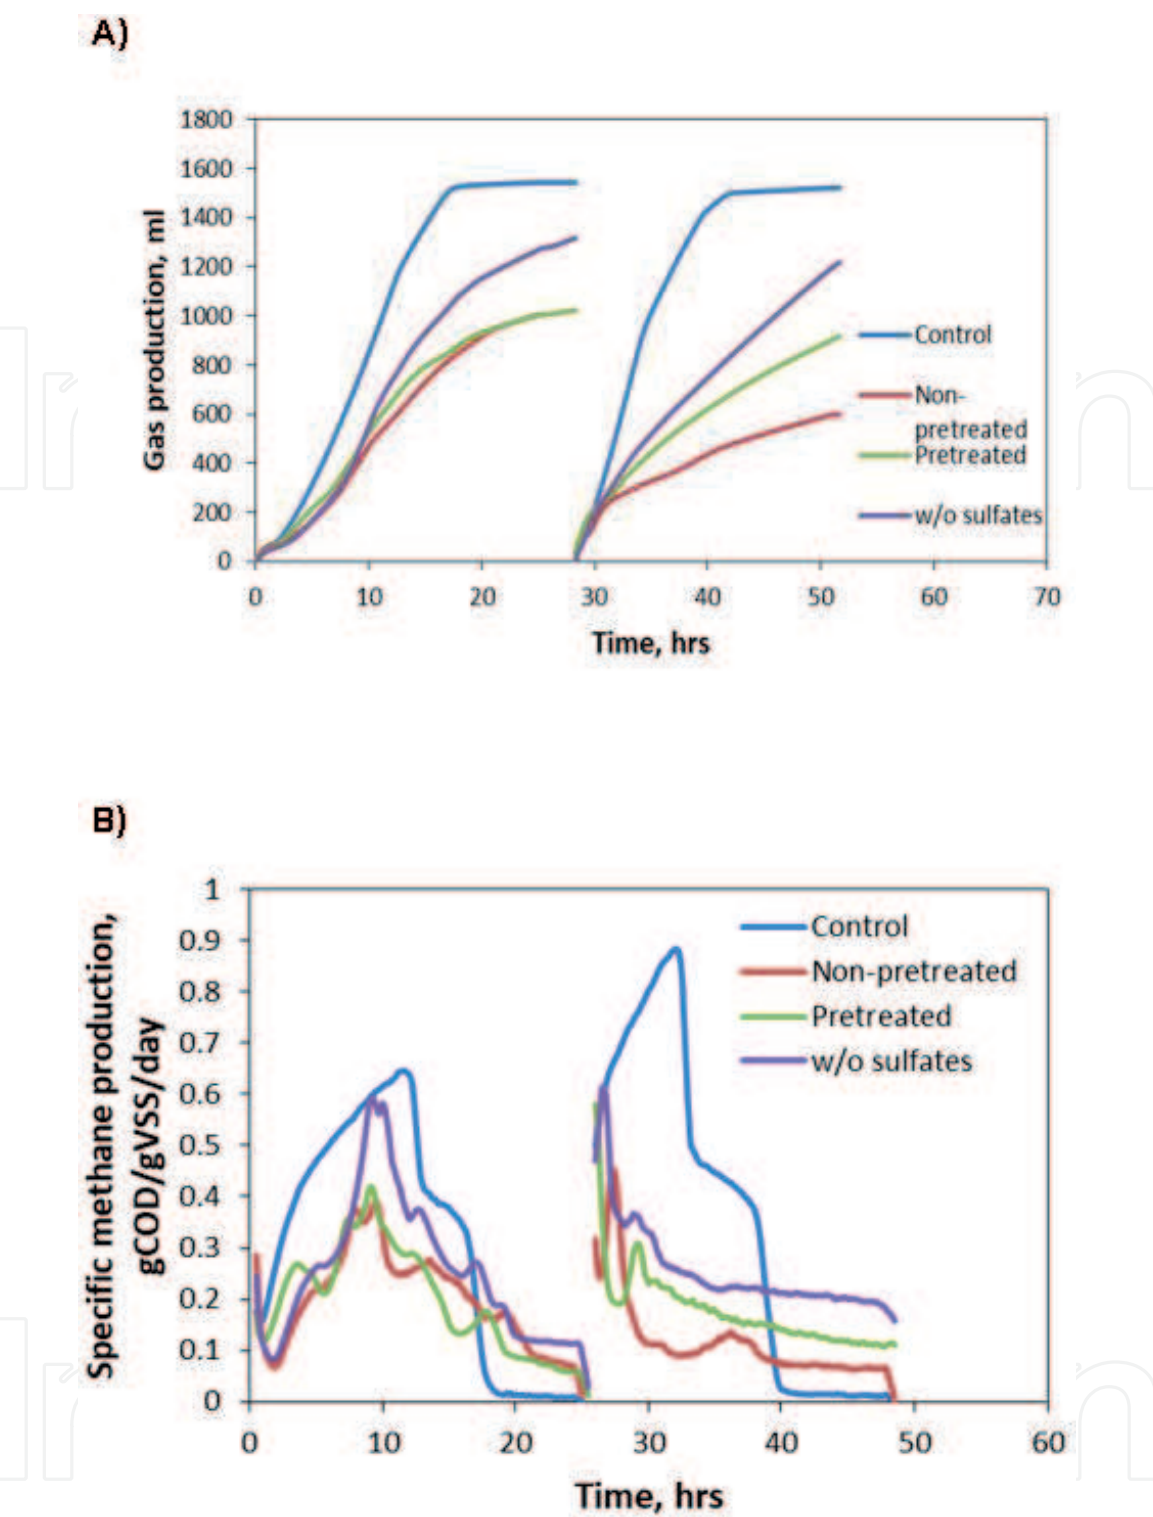 A)
1800
1600
1400
1200
1000
800
600
400
200
0
Gas production, ml
0 10 20 30 40 50 60 70
Time, hrs
Control
Non-
pretreated
Pretreated
w/o sulfates
B)
1
0.9
0.8
0.7
0.6
0.5
0.4
0.3
0.2
0.1
0
Specific methane production,
gCOD/gVSS/day
0 10 20 30 40 50 60
Time, hrs
Control
Non-pretreated
Pretreated
w/o sulfates